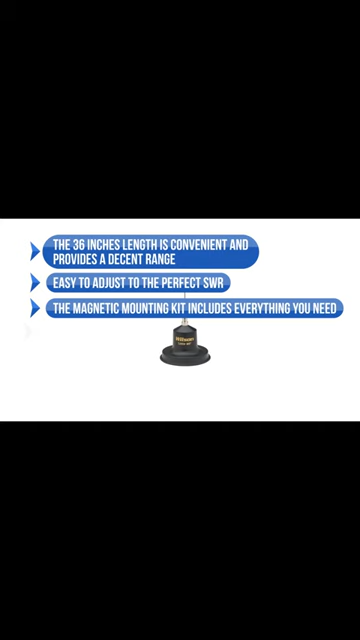 THE 36 INCHES LENGTH IS CONVENIENT AND
PROVIDES A DECENT RANGE
EASY TO ADJUST TO THE PERFECT SWR
THE MAGNETIC MOUNTING KIT INCLUDES EVERYTHING YOU NEED
Wilson